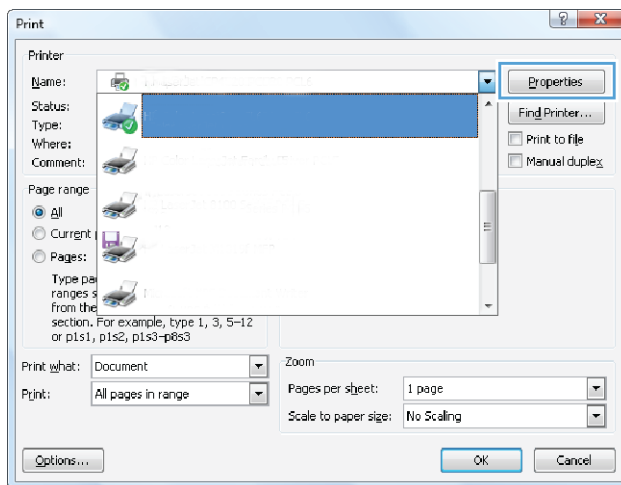 Print
Printer
Name:
Properties
Status:
Find Printer...
Type:
Where:
Print to file
Comment:
Manual duplex
Page range
All
Current
Pages:
Type
ranges
from the
section. For example, type 1, 3, 5–12
or p1s1, p1s2, p1s3–p8s3
Print what: Document
Print: All pages in range
Zoom
Pages per sheet: 1 page
Scale to paper size: No Scaling
Options...
OK
Cancel